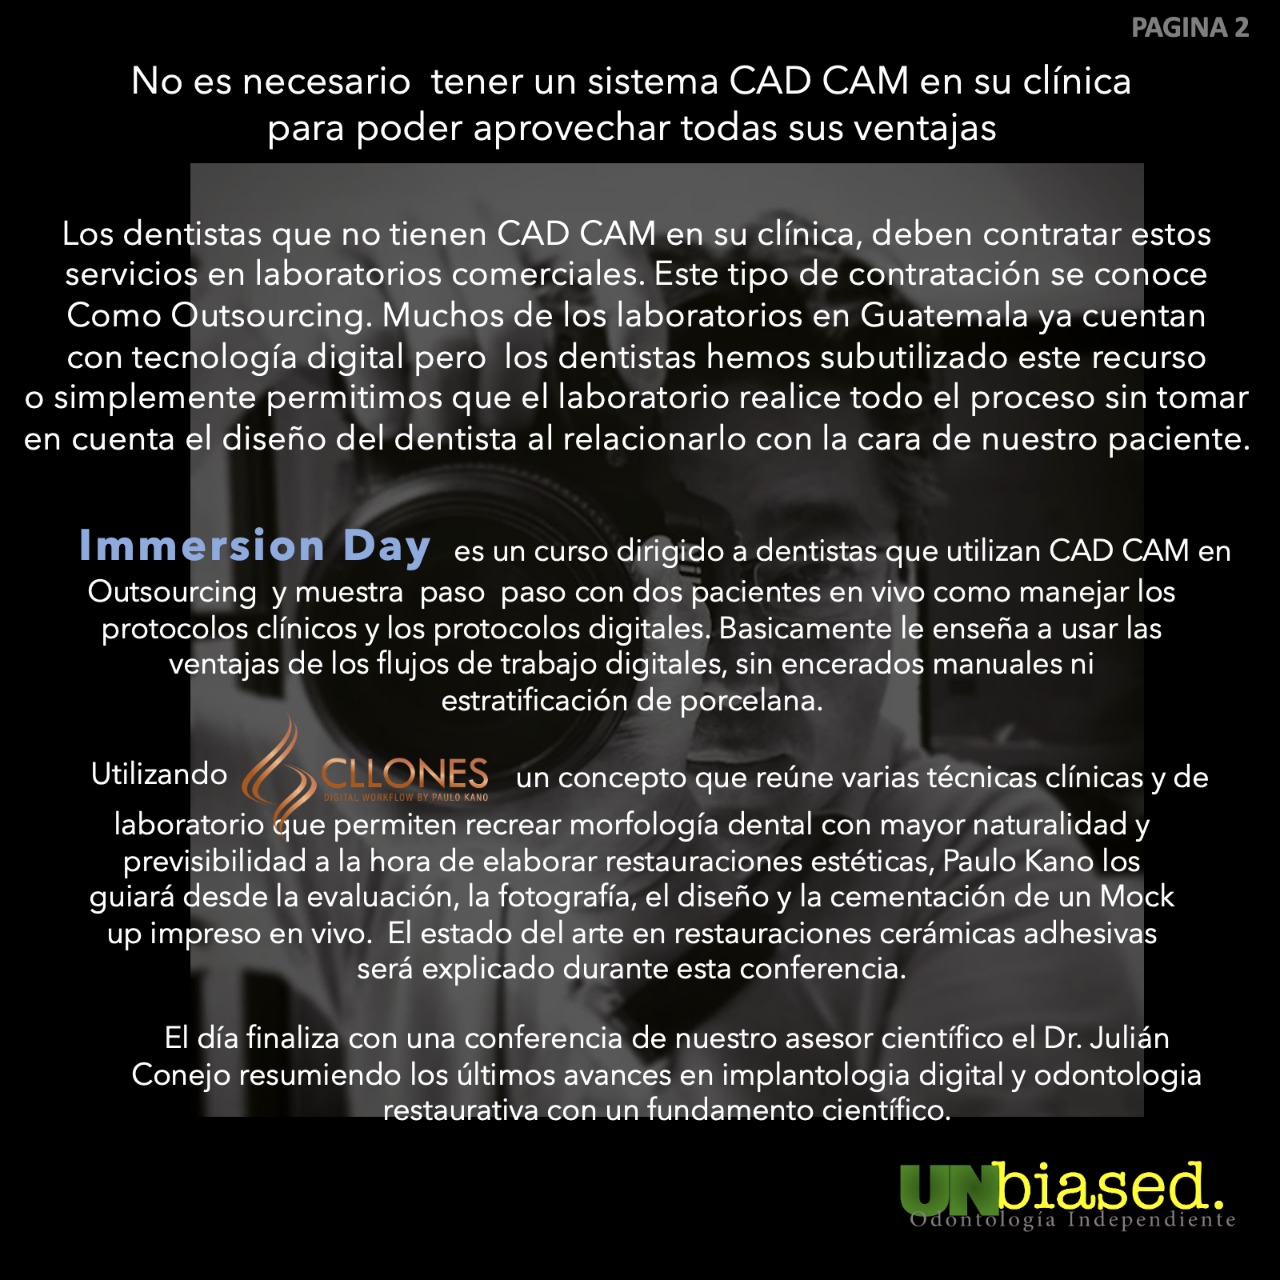 PAGINA 2
No es necesario tener un sistema CAD CAM en su clínica
para poder aprovechar todas sus ventajas
Los dentistas que no tienen CAD CAM en su clínica, deben contratar estos
servicios en laboratorios comerciales. Este tipo de contratación se conoce
Como Outsourcing. Muchos de los laboratorios en Guatemala ya cuentan
con tecnología digital pero los dentistas hemos subutilizado este recurso
o simplemente permitimos que el laboratorio realice todo el proceso sin tomar
en cuenta el diseño del dentista al relacionarlo con la cara de nuestro paciente.
Immersion Day es un curso dirigido a dentistas que utilizan CAD CAM en
Outsourcing y muestra paso paso con dos pacientes en vivo como manejar los
protocolos clínicos y los protocolos digitales. Basicamente le enseña a usar las
ventajas de los flujos de trabajo digitales, sin encerados manuales ni
estratificación de porcelana.
Utilizando CLLONES un concepto que reúne varias técnicas clínicas y de
DIGITAL WORKFLOW BY PAULO KANO
laboratorio que permiten recrear morfología dental con mayor naturalidad y
previsibilidad a la hora de elaborar restauraciones estéticas, Paulo Kano los
guiará desde la evaluación, la fotografía, el diseño y la cementación de un Mock
up impreso en vivo. El estado del arte en restauraciones cerámicas adhesivas
será explicado durante esta conferencia.
El día finaliza con una conferencia de nuestro asesor científico el Dr. Julián
Conejo resumiendo los últimos avances en implantologia digital y odontologia
restaurativa con un fundamento científico.
UNbiased.
Odontología Independiente